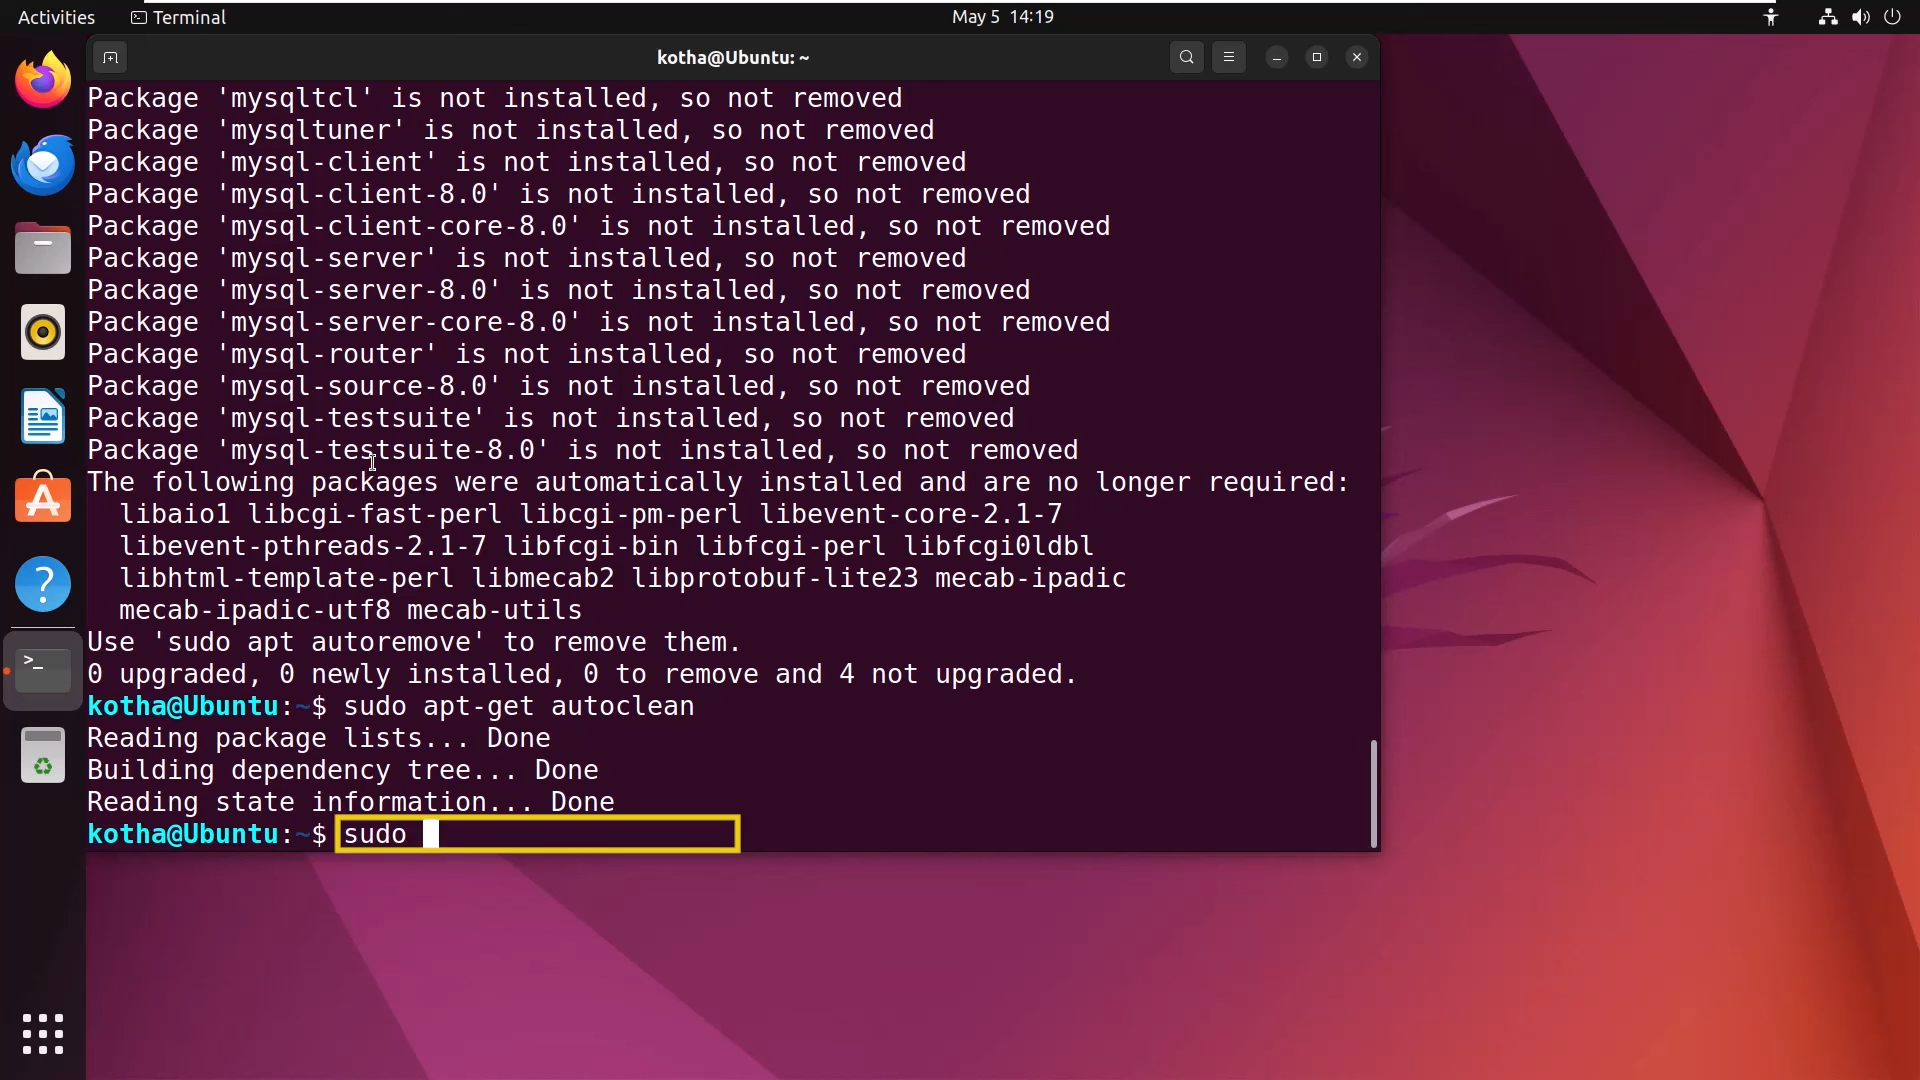 Activities Terminal May 5 14:19
kotha@Ubuntu: ~
Package 'mysqltcl' is not installed, so not removed
Package 'mysqltuner' is not installed, so not removed
Package 'mysql-client' is not installed, so not removed
Package 'mysql-client-8.0' is not installed, so not removed
Package 'mysql-client-core-8.0' is not installed, so not removed
Package 'mysql-server' is not installed, so not removed
Package 'mysql-server-8.0' is not installed, so not removed
Package 'mysql-server-core-8.0' is not installed, so not removed
Package 'mysql-router' is not installed, so not removed
Package 'mysql-source-8.0' is not installed, so not removed
Package 'mysql-testsuite' is not installed, so not removed
Package 'mysql-testsuite-8.0' is not installed, so not removed
The following packages were automatically installed and are no longer required:
  libaio1 libcgi-fast-perl libcgi-pm-perl libevent-core-2.1-7
  libevent-pthreads-2.1-7 libfcgi-bin libfcgi-perl libfcgi0ldbl
  libhtml-template-perl libmecab2 libprotobuf-lite23 mecab-ipadic
  mecab-ipadic-utf8 mecab-utils
Use 'sudo apt autoremove' to remove them.
0 upgraded, 0 newly installed, 0 to remove and 4 not upgraded.
kotha@Ubuntu:~$ sudo apt-get autoclean
Reading package lists... Done
Building dependency tree... Done
Reading state information... Done
kotha@Ubuntu:~$ sudo